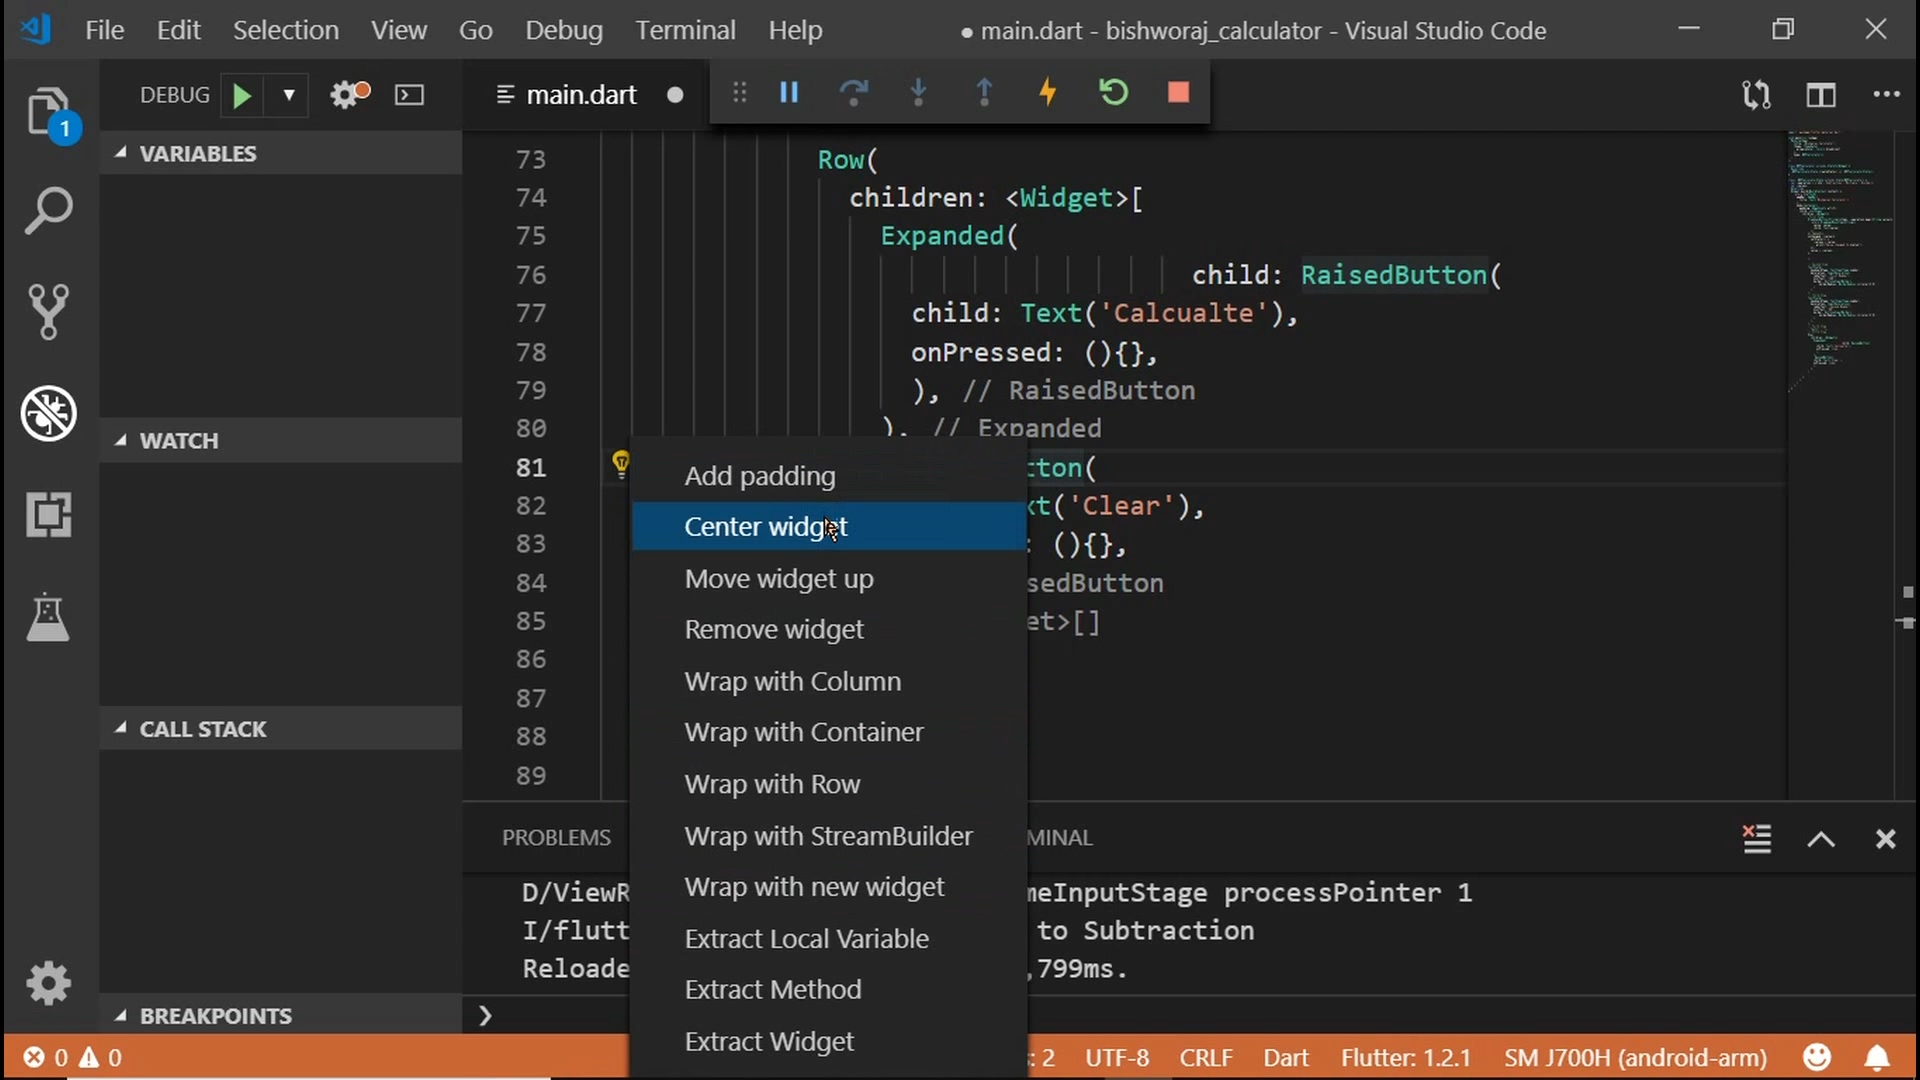 File Edit Selection View Go Debug Terminal Help ● main.dart - bishworaj_calculator - Visual Studio Code
DEBUG
main.dart
1
VARIABLES
WATCH
CALL STACK
BREAKPOINTS
73 Row(
74 children: <Widget>[
75 Expanded(
76 child: RaisedButton(
77 child: Text('Calcualte'),
78 onPressed: (){},
79 ), // RaisedButton
80 ), // Expanded
81 tton(
82 xt('Clear'),
83 : (){},
84 sedButton
85 et>[]
86
87
88
89
Add padding
Center widget
Move widget up
Remove widget
Wrap with Column
Wrap with Container
Wrap with Row
Wrap with StreamBuilder
Wrap with new widget
Extract Local Variable
Extract Method
Extract Widget
PROBLEMS MINAL
D/ViewR meInputStage processPointer 1
I/flutt to Subtraction
Reloade ,799ms.
0 0 : 2 UTF-8 CRLF Dart Flutter: 1.2.1 SM J700H (android-arm)